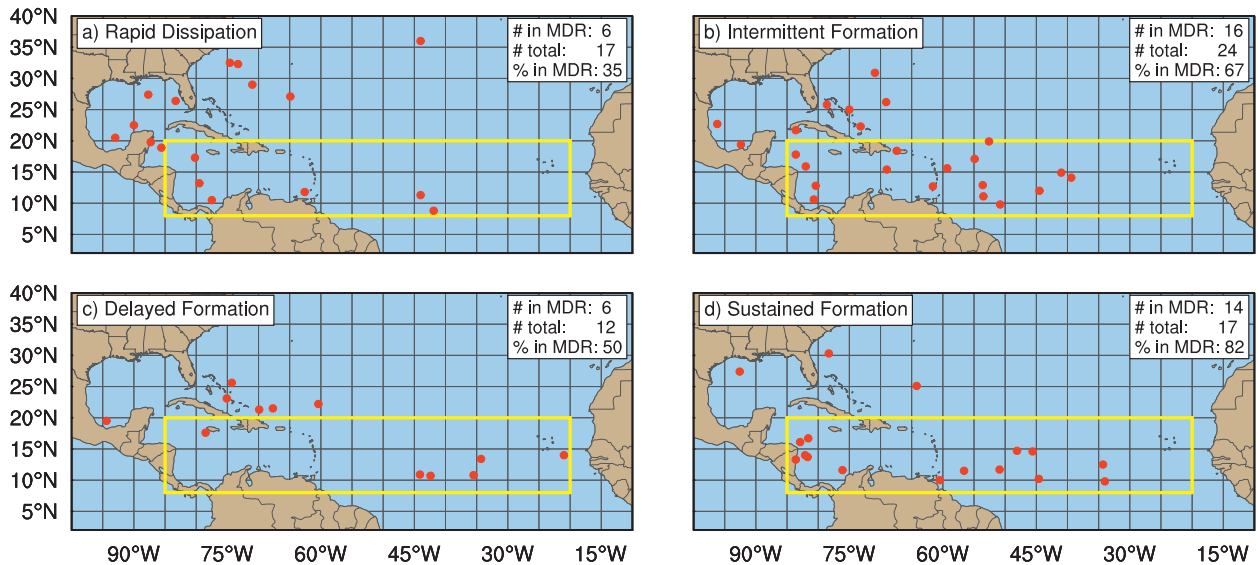 40°N
35°N
30°N
25°N
20°N
15°N
10°N
5°N
a) Rapid Dissipation
# in MDR: 6
# total: 17
% in MDR: 35
b) Intermittent Formation
# in MDR: 16
# total: 24
% in MDR: 67
40°N
35°N
30°N
25°N
20°N
15°N
10°N
5°N
c) Delayed Formation
# in MDR: 6
# total: 12
% in MDR: 50
d) Sustained Formation
# in MDR: 14
# total: 17
% in MDR: 82
90°W 75°W 60°W 45°W 30°W 15°W
90°W 75°W 60°W 45°W 30°W 15°W